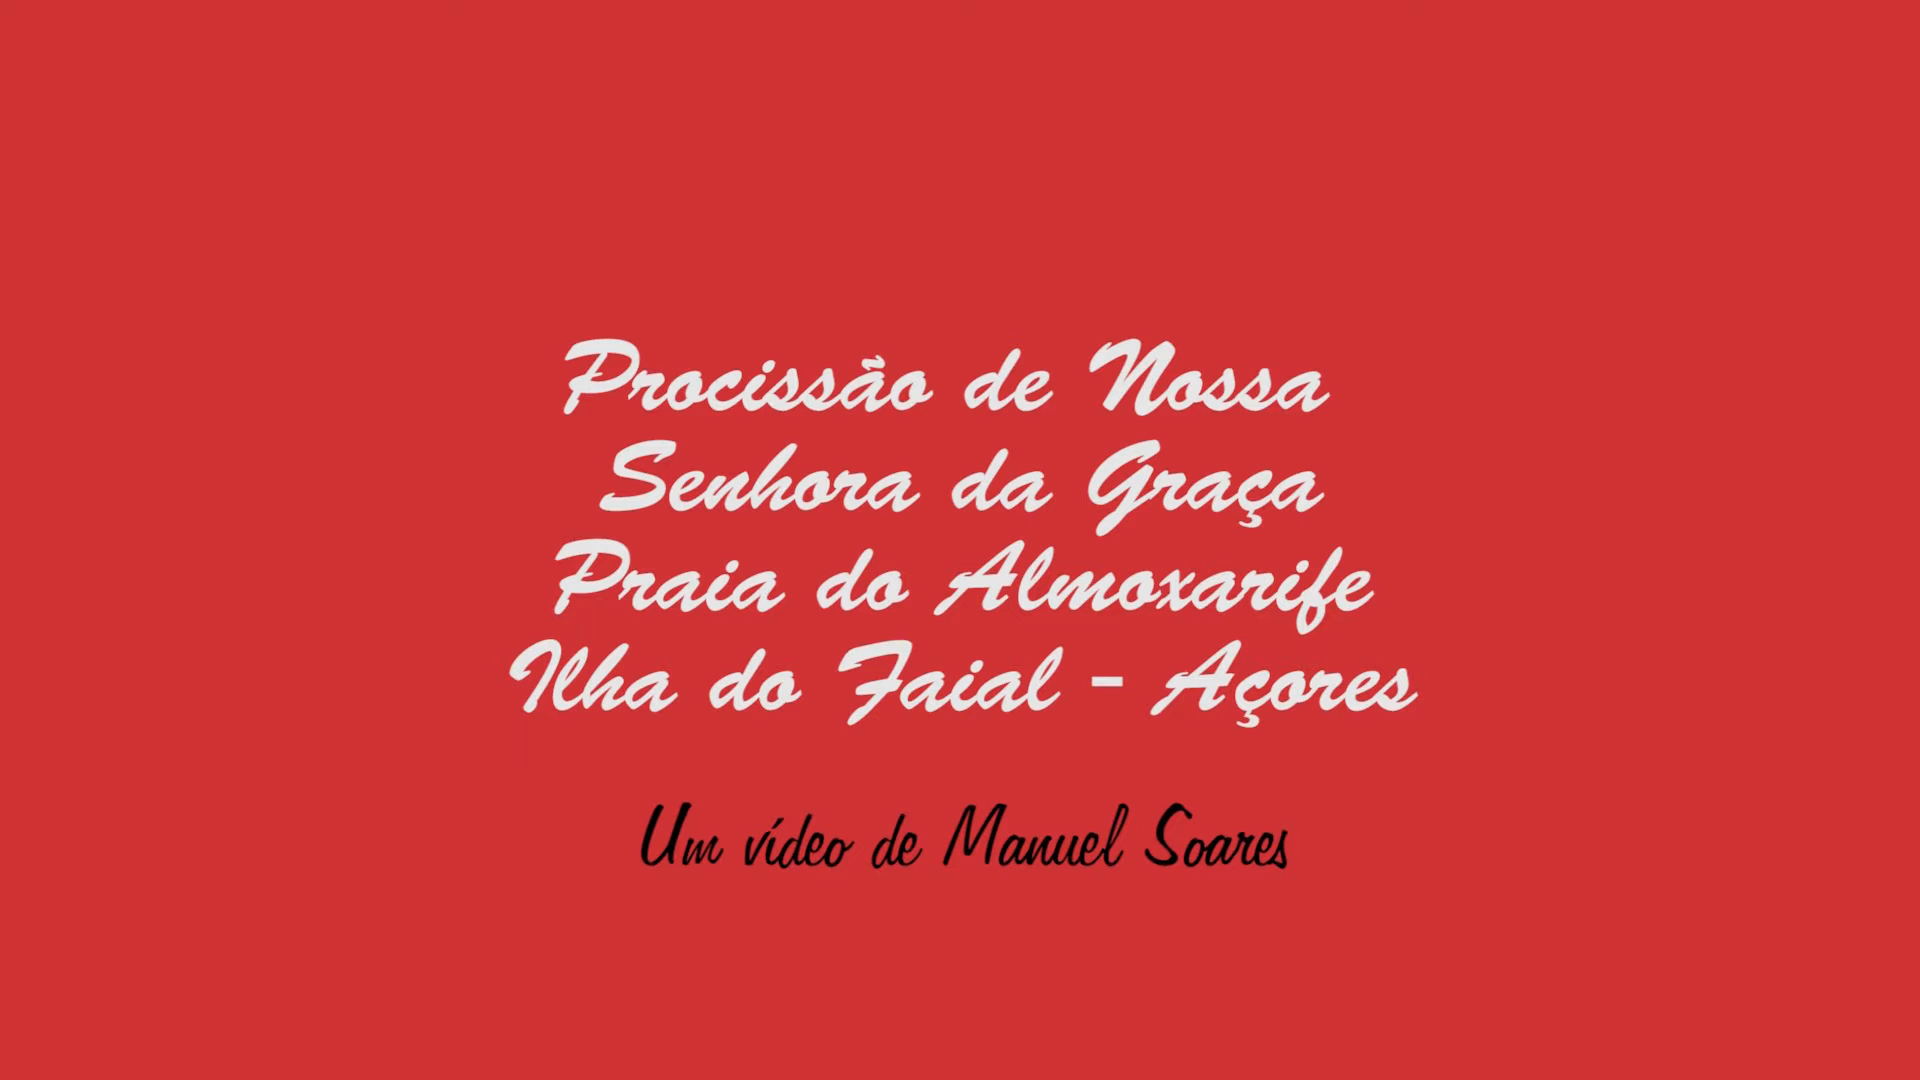 Procissão de Nossa
Senhora da Graça
Praia do Almoxarife
Ilha do Faial - Açores
Um vídeo de Manuel Soares